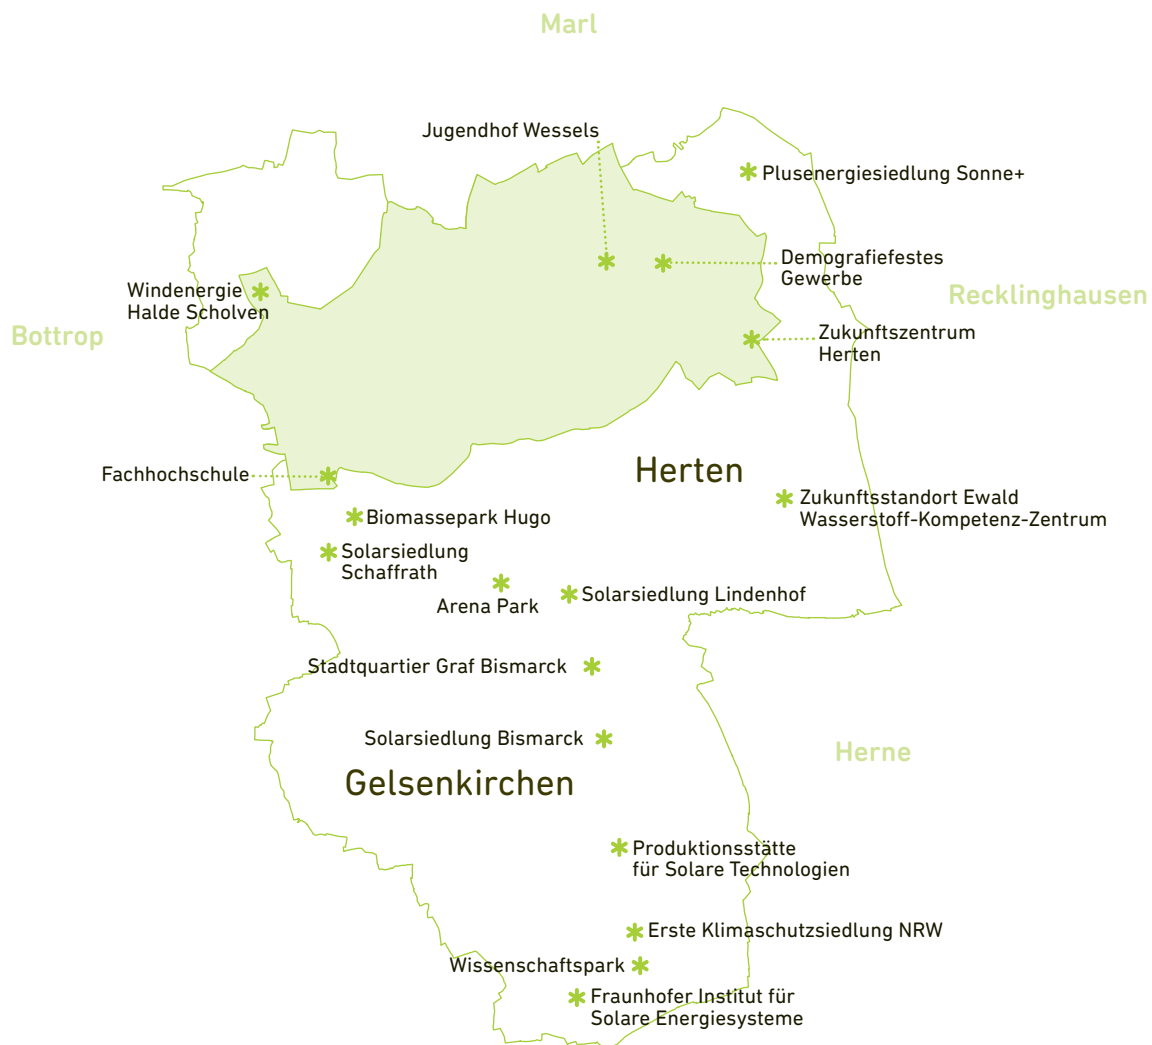 Marl
Jugendhof Wessels
Plusenergiesiedlung Sonne+
Demografiefestes
Gewerbe
Windenergie
Halde Scholven
Recklinghausen
Bottrop
Zukunftszentrum
Herten
Herten
Fachhochschule
Zukunftsstandort Ewald
Wasserstoff-Kompetenz-Zentrum
Biomassepark Hugo
Solarsiedlung
Schaffrath
Arena Park
Solarsiedlung Lindenhof
Stadtquartier Graf Bismarck
Solarsiedlung Bismarck
Herne
Gelsenkirchen
Produktionsstätte
für Solare Technologien
Erste Klimaschutzsiedlung NRW
Wissenschaftspark
Fraunhofer Institut für
Solare Energiesysteme